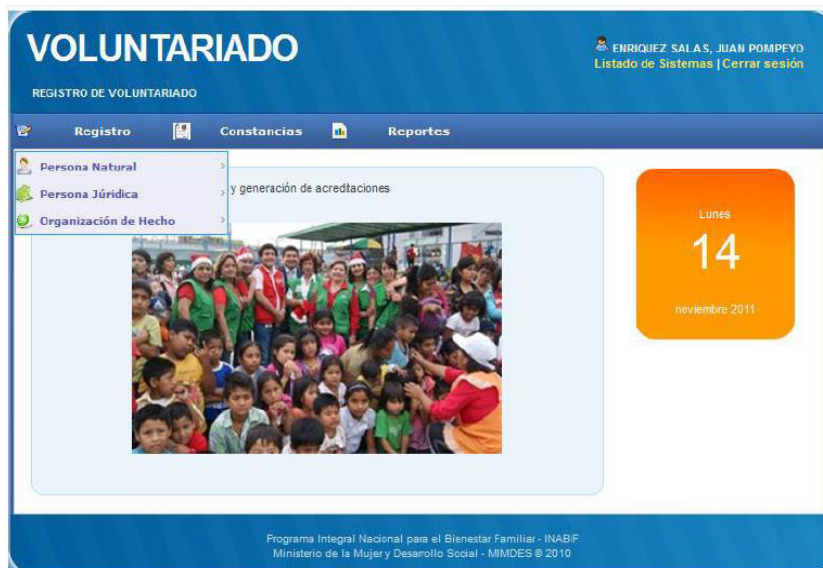 VOLUNTARIADO
REGISTRO DE VOLUNTARIADO
ENRIQUEZ SALAS, JUAN POMPEYO
Listado de Sistemas | Cerrar sesión
Registro Constancias Reportes
Persona Natural
Persona Júridica
Organización de Hecho
y generación de acreditaciones
Lunes
14
noviembre 2011
Programa Integral Nacional para el Bienestar Familiar - INABIF
Ministerio de la Mujer y Desarrollo Social - MIMDES © 2010